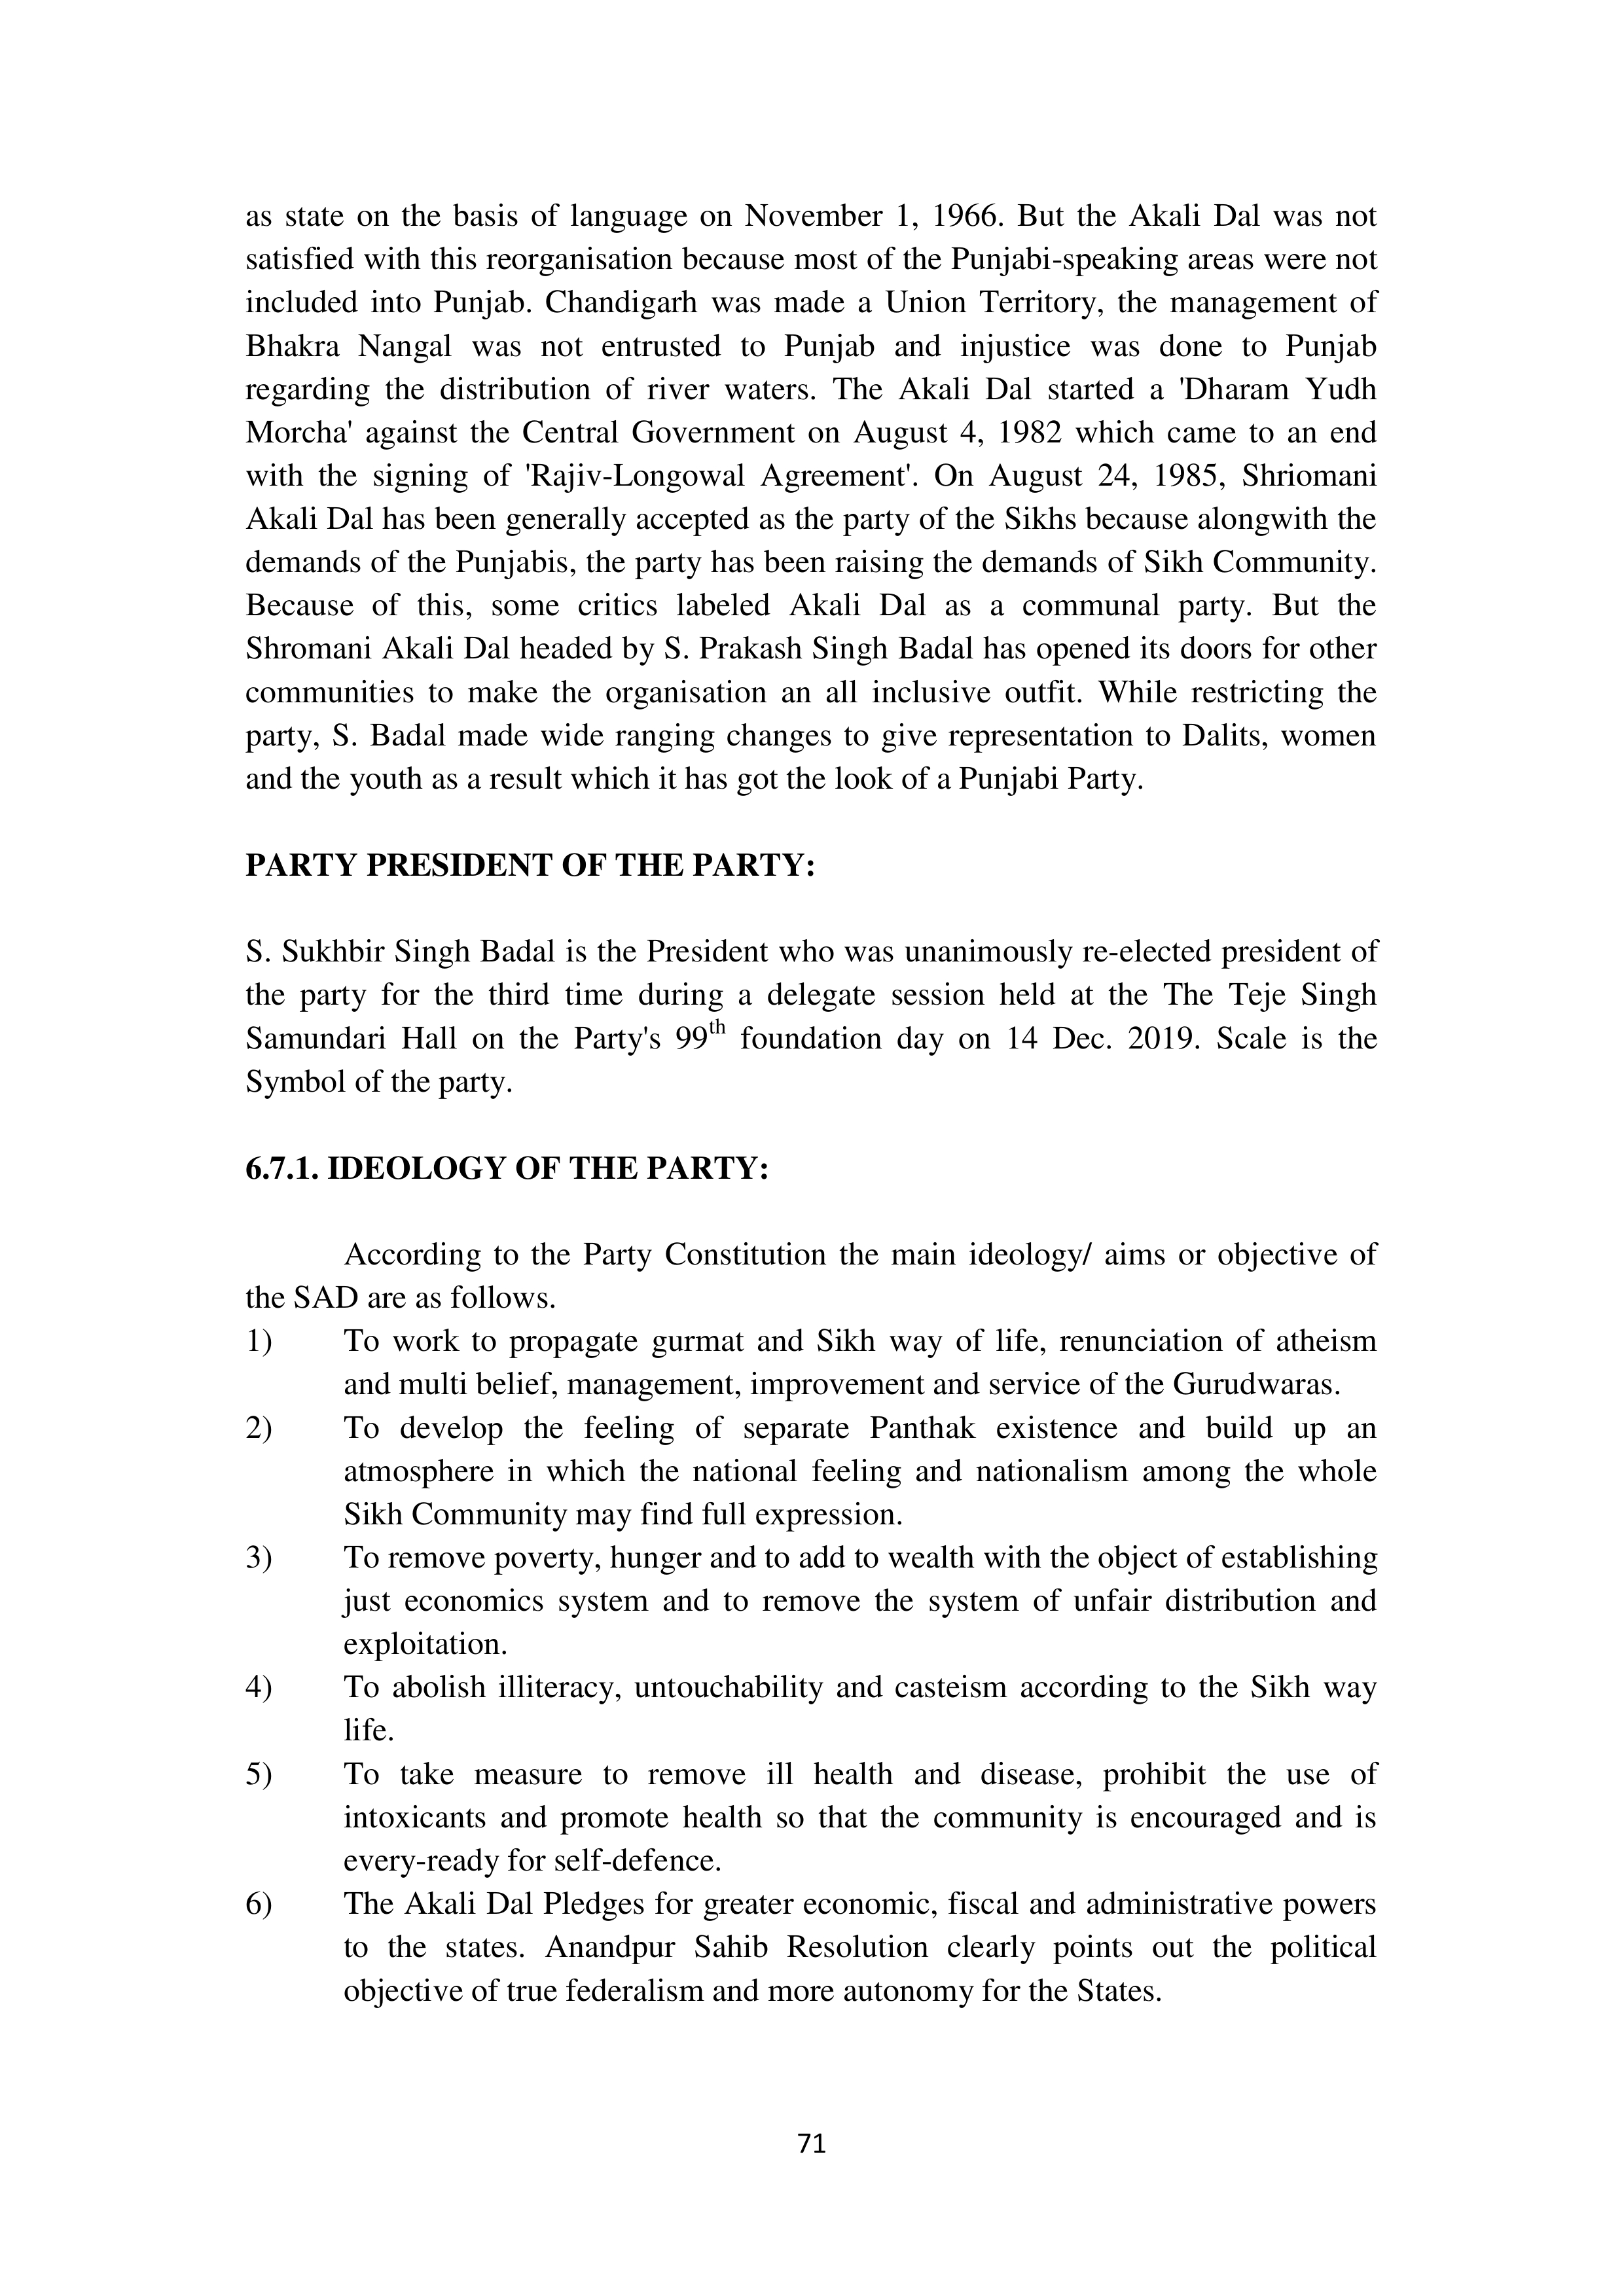 as state on the basis of language on November 1, 1966. But the Akali Dal was not
satisfied with this reorganisation because most of the Punjabi-speaking areas were not
included into Punjab. Chandigarh was made a Union Territory, the management of
Bhakra Nangal was not entrusted to Punjab and injustice was done to Punjab
regarding the distribution of river waters. The Akali Dal started a 'Dharam Yudh
Morcha' against the Central Government on August 4, 1982 which came to an end
with the signing of 'Rajiv-Longowal Agreement'. On August 24, 1985, Shriomani
Akali Dal has been generally accepted as the party of the Sikhs because alongwith the
demands of the Punjabis, the party has been raising the demands of Sikh Community.
Because of this, some critics labeled Akali Dal as a communal party. But the
Shromani Akali Dal headed by S. Prakash Singh Badal has opened its doors for other
communities to make the organisation an all inclusive outfit. While restricting the
party, S. Badal made wide ranging changes to give representation to Dalits, women
and the youth as a result which it has got the look of a Punjabi Party.
PARTY PRESIDENT OF THE PARTY:
S. Sukhbir Singh Badal is the President who was unanimously re-elected president of
the party for the third time during a delegate session held at the The Teje Singh
Samundari Hall on the Party's 99th foundation day on 14 Dec. 2019. Scale is the
Symbol of the party.
6.7.1. IDEOLOGY OF THE PARTY:
According to the Party Constitution the main ideology/ aims or objective of
the SAD are as follows.
1) To work to propagate gurmat and Sikh way of life, renunciation of atheism
and multi belief, management, improvement and service of the Gurudwaras.
2) To develop the feeling of separate Panthak existence and build up an
atmosphere in which the national feeling and nationalism among the whole
Sikh Community may find full expression.
3) To remove poverty, hunger and to add to wealth with the object of establishing
just economics system and to remove the system of unfair distribution and
exploitation.
4) To abolish illiteracy, untouchability and casteism according to the Sikh way
life.
5) To take measure to remove ill health and disease, prohibit the use of
intoxicants and promote health so that the community is encouraged and is
every-ready for self-defence.
6) The Akali Dal Pledges for greater economic, fiscal and administrative powers
to the states. Anandpur Sahib Resolution clearly points out the political
objective of true federalism and more autonomy for the States.
71